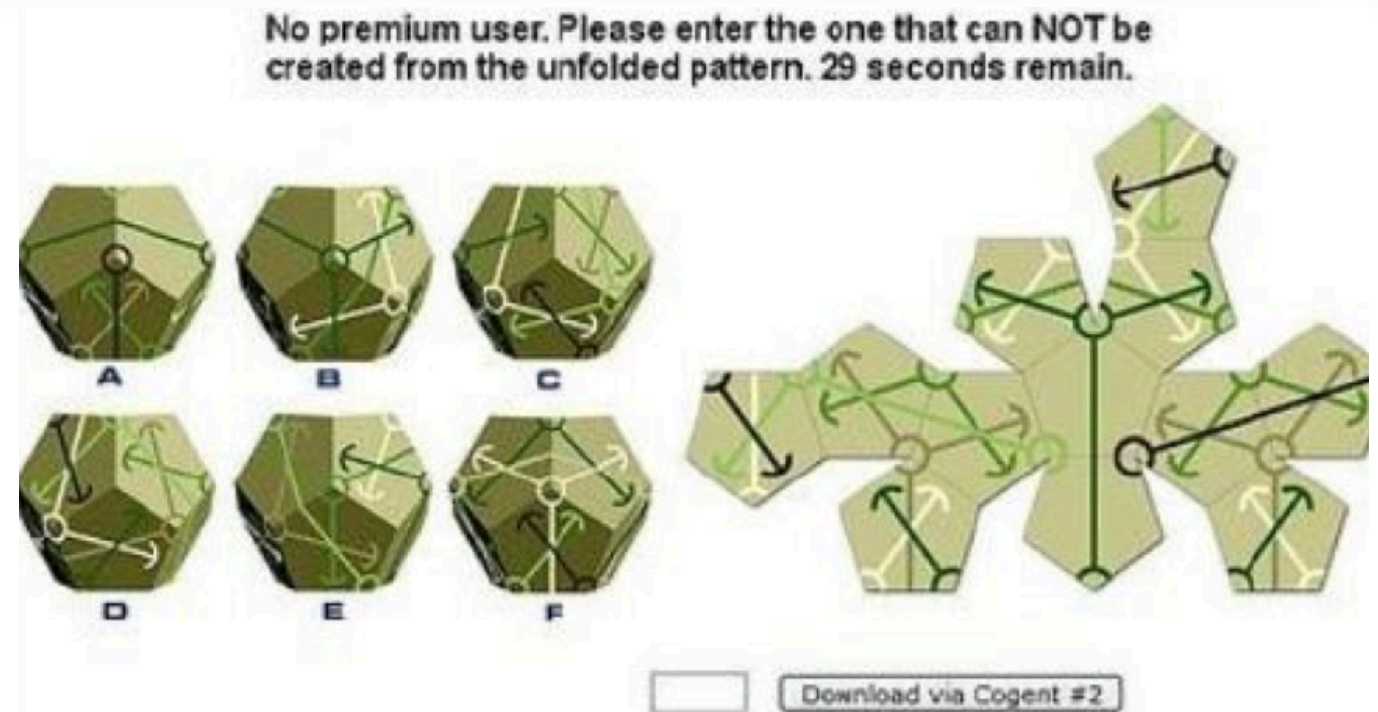 No premium user. Please enter the one that can NOT be
created from the unfolded pattern. 29 seconds remain.
A B C
D E F
Download via Cogent #2